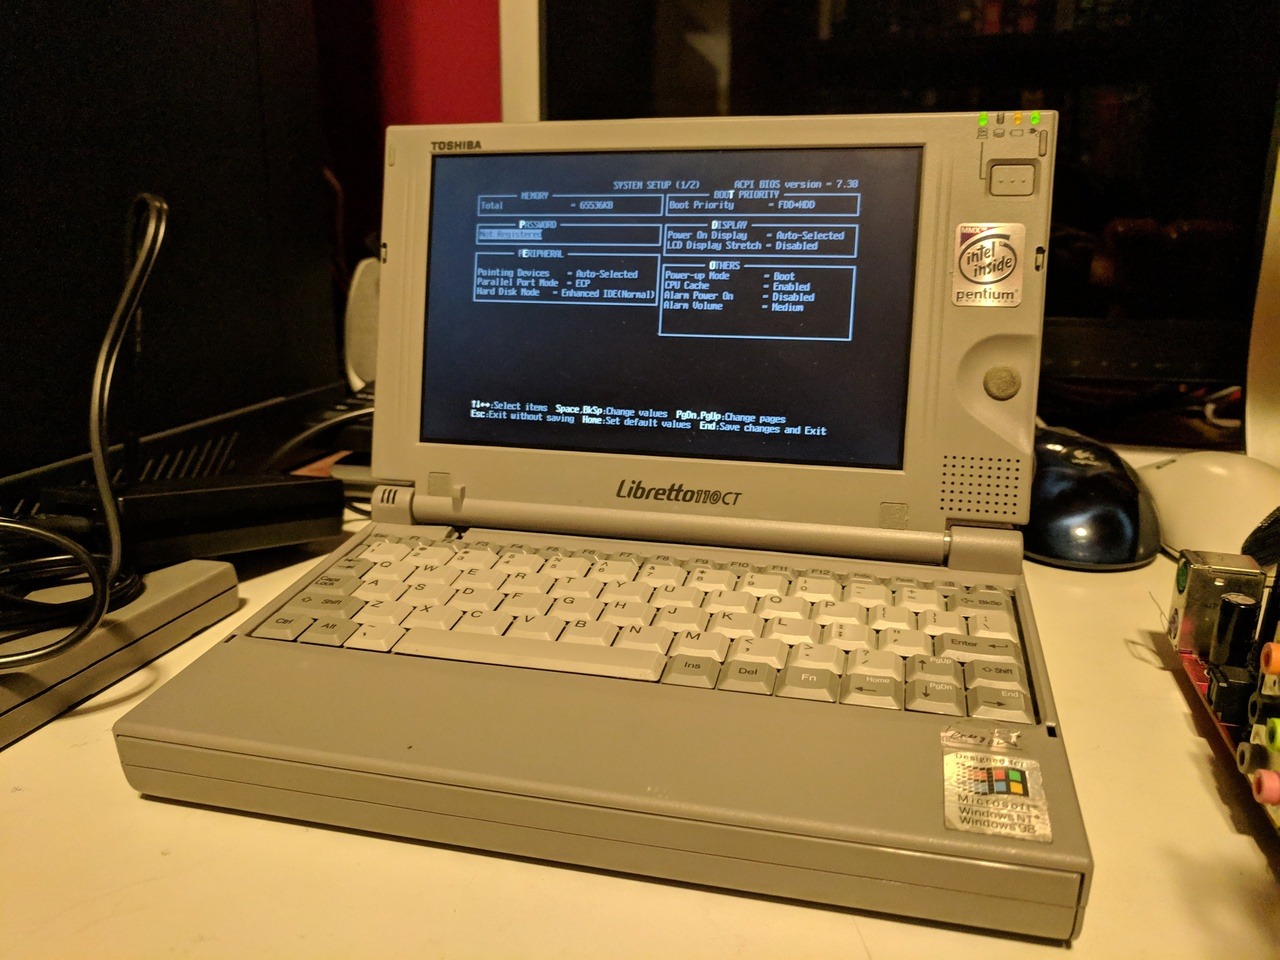 TOSHIBA
SYSTEM SETUP (1/2) ACPI BIOS version = 7.30
MEMORY
Total = 65536KB
BOOT PRIORITY
Boot Priority = FDD→HDD
PASSWORD
Not Registered
DISPLAY
Power On Display = Auto-Selected
LCD Display Stretch = Disabled
PERIPHERAL
Pointing Devices = Auto-Selected
Parallel Port Mode = ECP
Hard Disk Mode = Enhanced IDE(Normal)
OTHERS
Power-up Mode = Boot
CPU Cache = Enabled
Alarm Power On = Disabled
Alarm Volume = Medium
↑↓←→:Select items Space,BkSp:Change values PgDn,PgUp:Change pages
Esc:Exit without saving Home:Set default values End:Save changes and Exit
MMX
intel
inside
pentium
Libretto110CT
F7 F8 F9 F10 F11 F12
Q W E R T Y U I O P { } BkSp
Caps Lock A S D F G H J K L : " Enter
Shift Z X C V B N M < > ? PgUp Shift
Ctrl Alt ~ Ins Del Fn Home PgDn End
Designed for
Microsoft
Windows NT
Windows 98